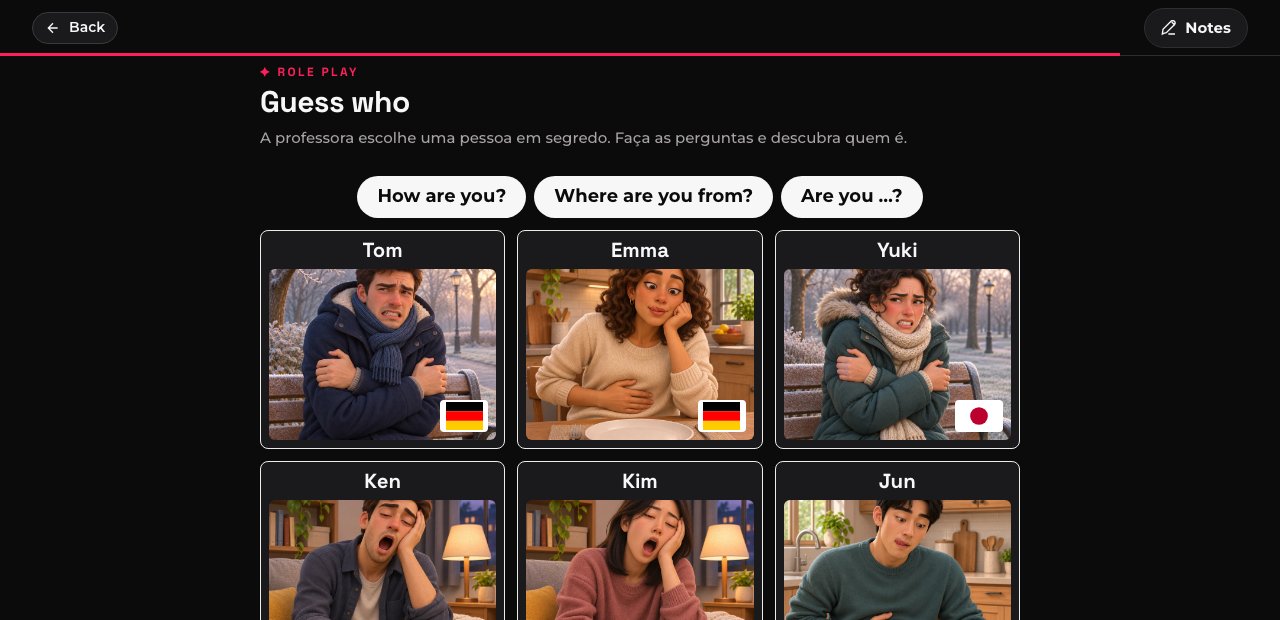 Back
Notes
ROLE PLAY
Guess who
A professora escolhe uma pessoa em segredo. Faça as perguntas e descubra quem é.
How are you? Where are you from? Are you ...?
Tom Emma Yuki
Ken Kim Jun